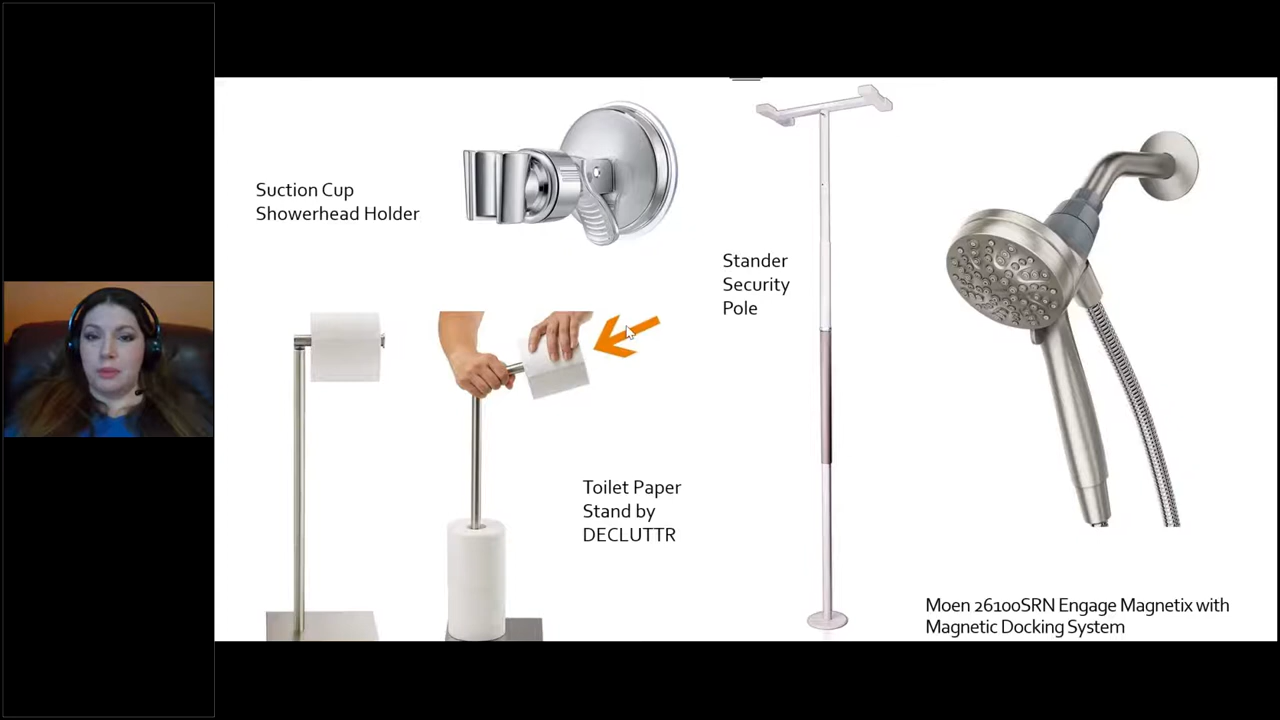 Suction Cup
Showerhead Holder
Stander
Security
Pole
Toilet Paper
Stand by
DECLUTTR
Moen 26100SRN Engage Magnetix with
Magnetic Docking System